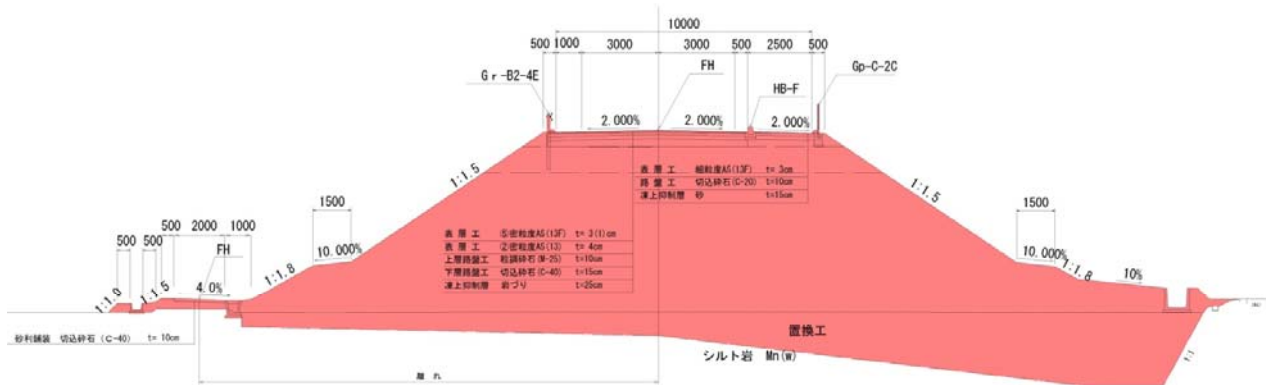 10000
500 1000 3000 3000 500 2500 500
FH
Gr-B2-4E
Gp-C-2C
HB-F
2.000% 2.000% 2.000%
1:1.5
1:1.5
表層工 細粒度AS(13F) t= 3cm
路盤工 切込砕石(C-20) t=10cm
凍上抑制層 砂 t=15cm
1500
1500
500 2000 1000
500 500
表層工 ⑤密粒度AS(13F) t= 3(1)cm
表層工 ②密粒度AS(13) t= 4cm
上層路盤工 粒調砕石(M-25) t=10cm
下層路盤工 切込砕石(C-40) t=15cm
凍上抑制層 岩づり t=25cm
FH
10.000%
10.000%
1:1.8
1:1.8
10%
4.0%
1:1.0
1:1.5
置換工
砂利舗装 切込砕石(C-40) t= 10cm
シルト岩 Mn(w)
1:1
離れ